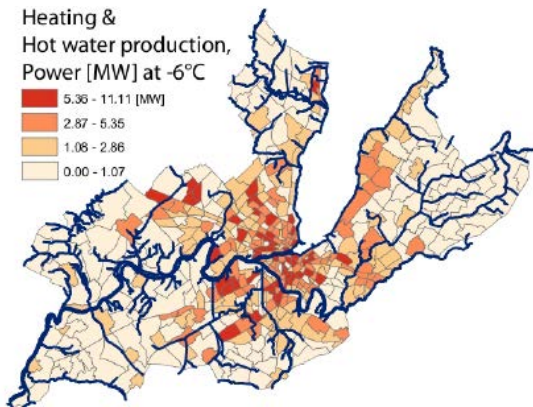 Heating &
Hot water production,
Power [MW] at -6°C
5.36 - 11.11 [MW]
2.87 - 5.35
1.08 - 2.86
0.00 - 1.07